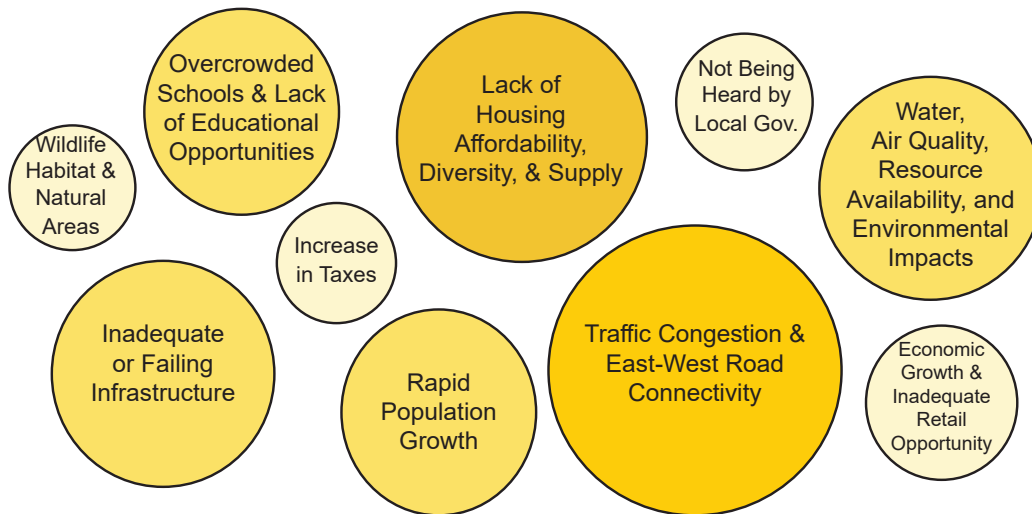 Overcrowded
Schools & Lack
of Educational
Opportunities
Lack of
Housing
Affordability,
Diversity, & Supply
Not Being
Heard by
Local Gov.
Water,
Air Quality,
Resource
Availability, and
Environmental
Impacts
Wildlife
Habitat &
Natural
Areas
Increase
in Taxes
Inadequate
or Failing
Infrastructure
Rapid
Population
Growth
Traffic Congestion &
East-West Road
Connectivity
Economic
Growth &
Inadequate
Retail
Opportunity